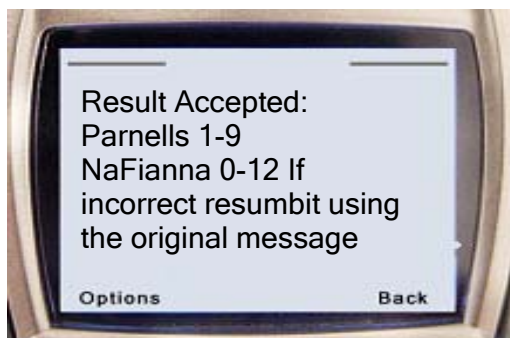 Result Accepted:
Parnells 1-9
NaFianna 0-12 If
incorrect resumbit using
the original message
Options Back